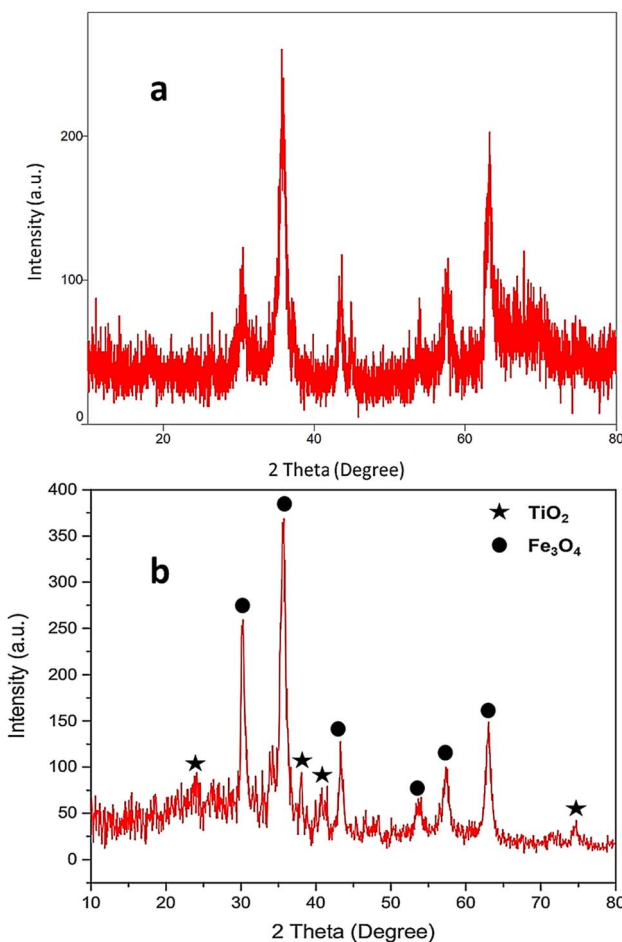 a
Intensity (a.u.)
200
100
0
20 40 60 80
2 Theta (Degree)
b
★ TiO₂
● Fe₃O₄
Intensity (a.u.)
400
350
300
250
200
150
100
50
0
10 20 30 40 50 60 70 80
2 Theta (Degree)